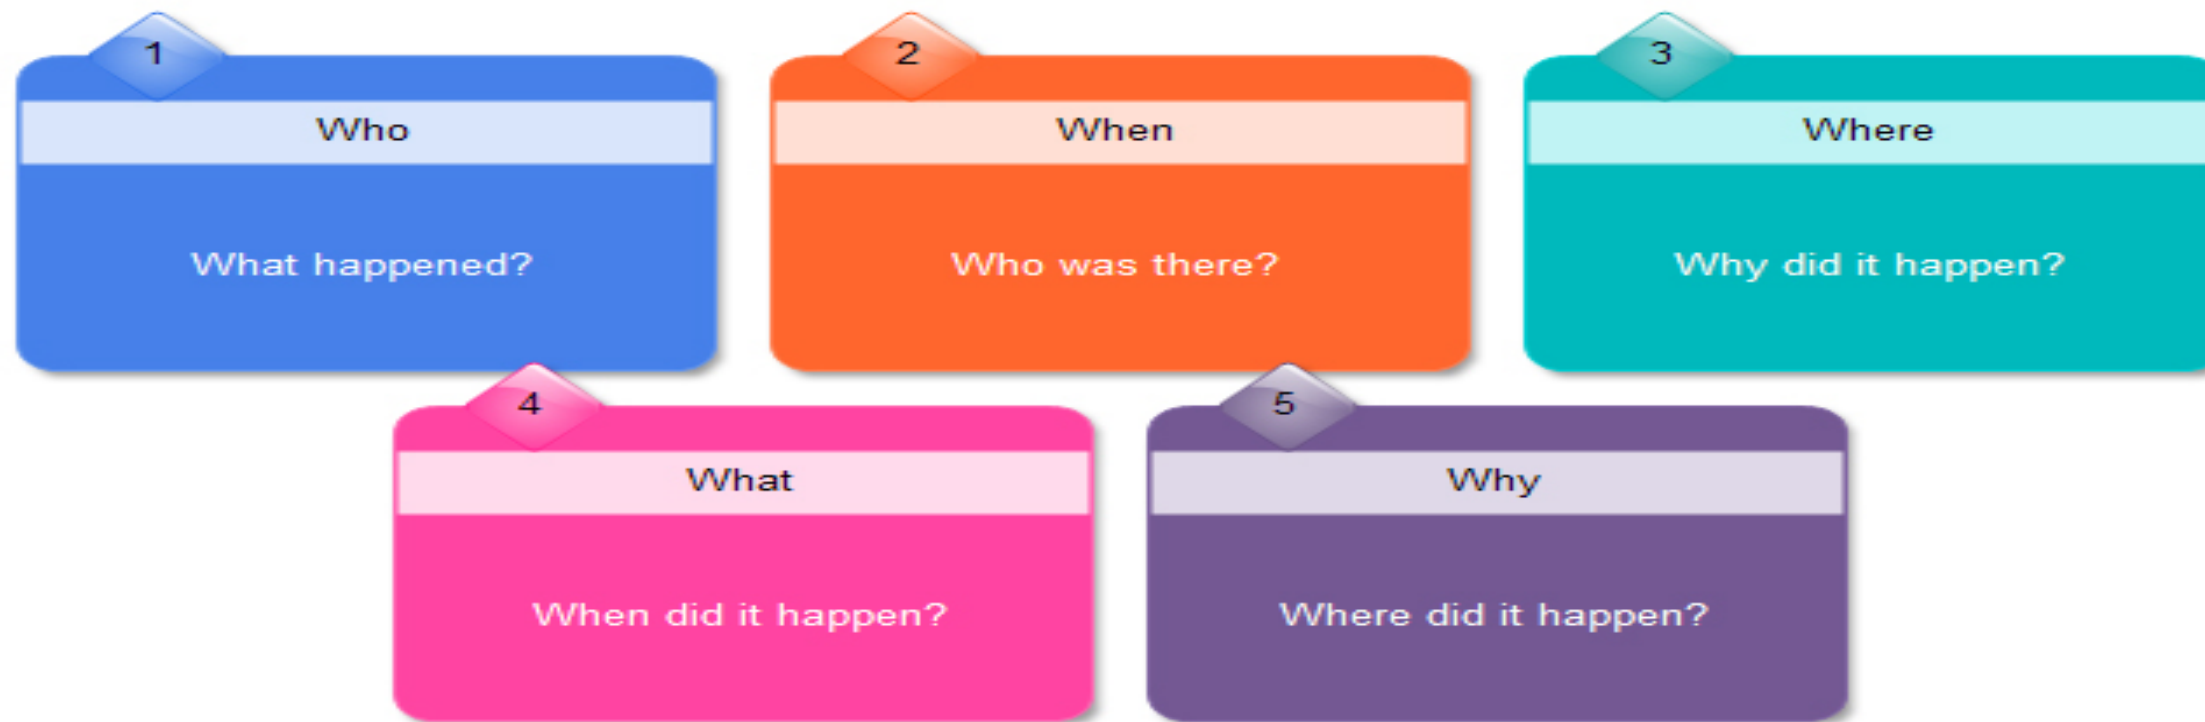 1
Who
What happened?
2
When
Who was there?
3
Where
Why did it happen?
4
What
When did it happen?
5
Why
Where did it happen?